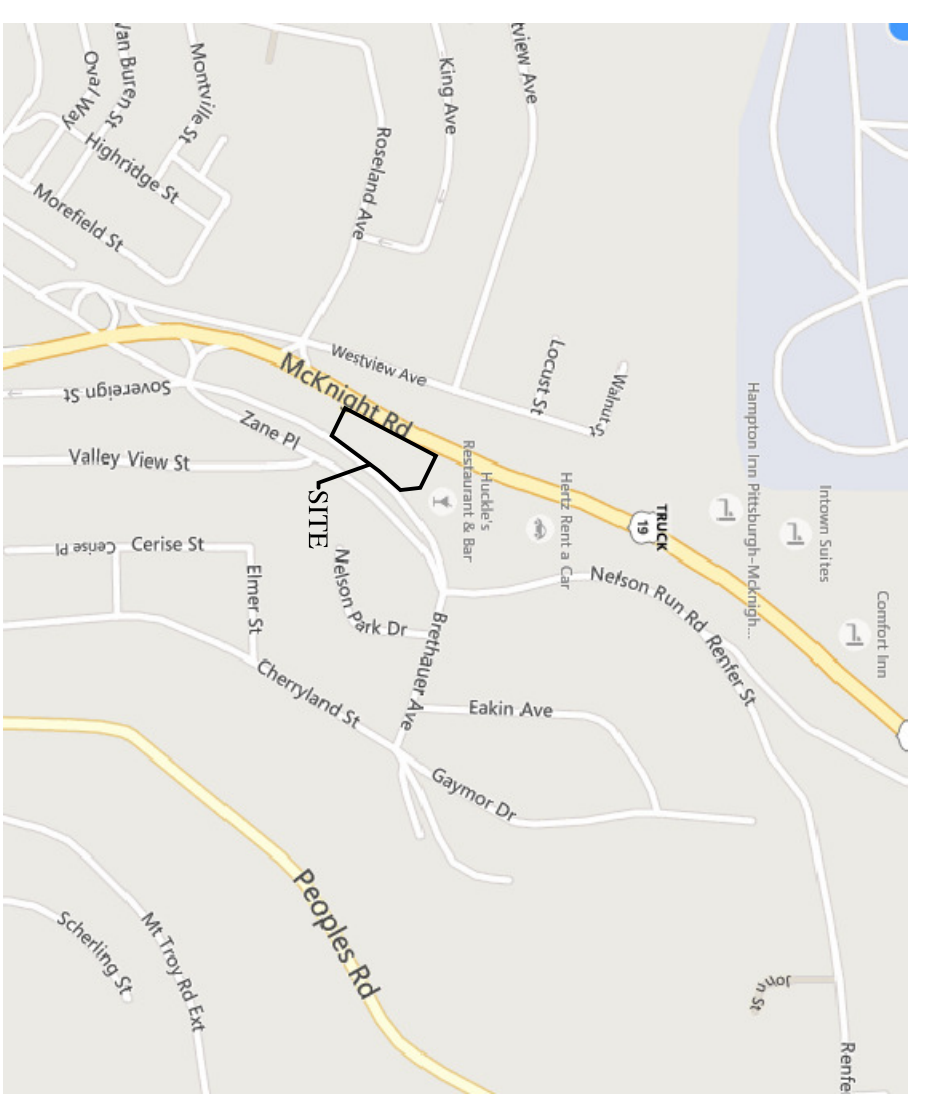 Van Buren St
Oval Way
Montville St
Highridge St
Morefield St
King Ave
tview Ave
Roseland Ave
Westview Ave
Locust St
Walnut St
McKnight Rd
Sovereign St
Zane Pl
Valley View St
SITE
Cerise Pl
Cerise St
Elmer St
Nelson Park Dr
Brethauer Ave
Cherryland St
Eakin Ave
Gaymor Dr
Huckle's
Restaurant & Bar
Hertz Rent a Car
TRUCK
19
Hampton Inn Pittsburgh-Mcknigh...
Intown Suites
Comfort Inn
Nelson Run Rd
Renfer St
Peoples Rd
Mt Troy Rd Ext
Scherling St
John St
Renfe